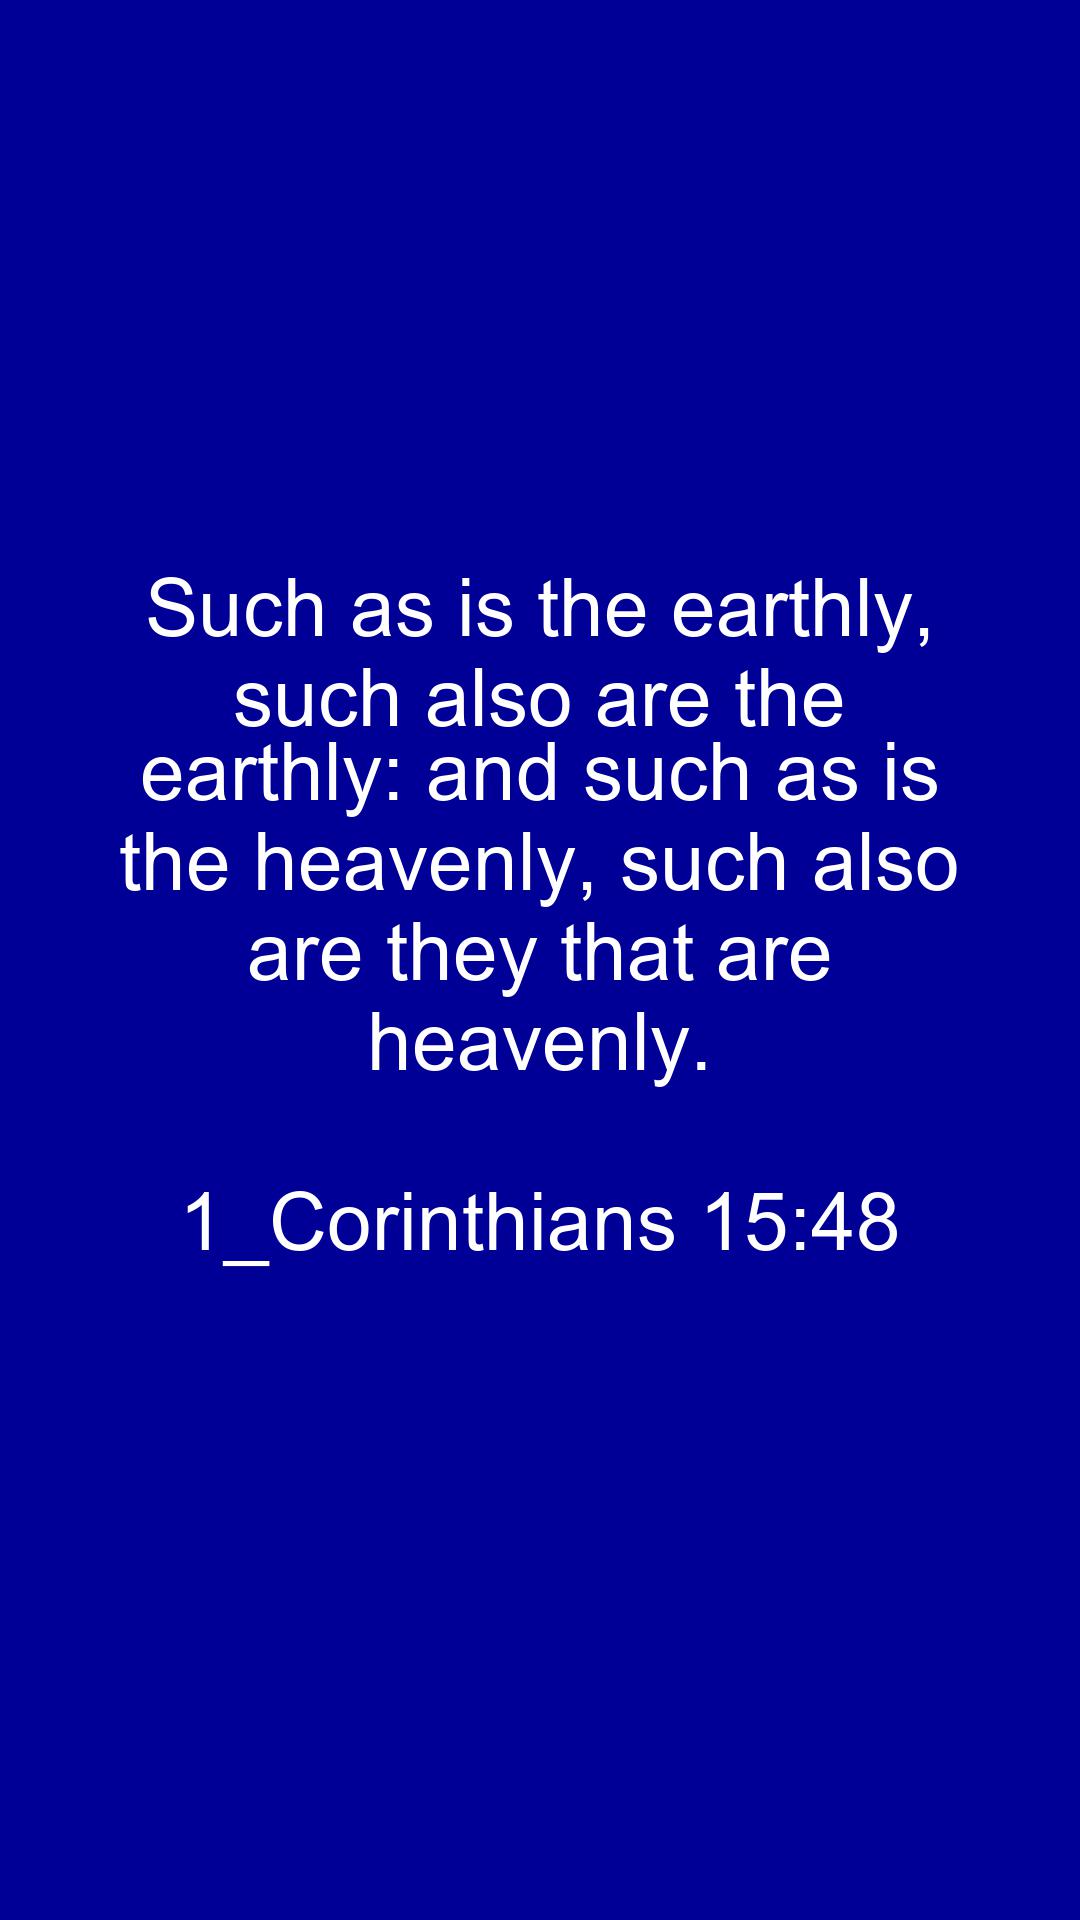 Such as is the earthly,
such also are the
earthly: and such as is
the heavenly, such also
are they that are
heavenly.
1_Corinthians 15:48